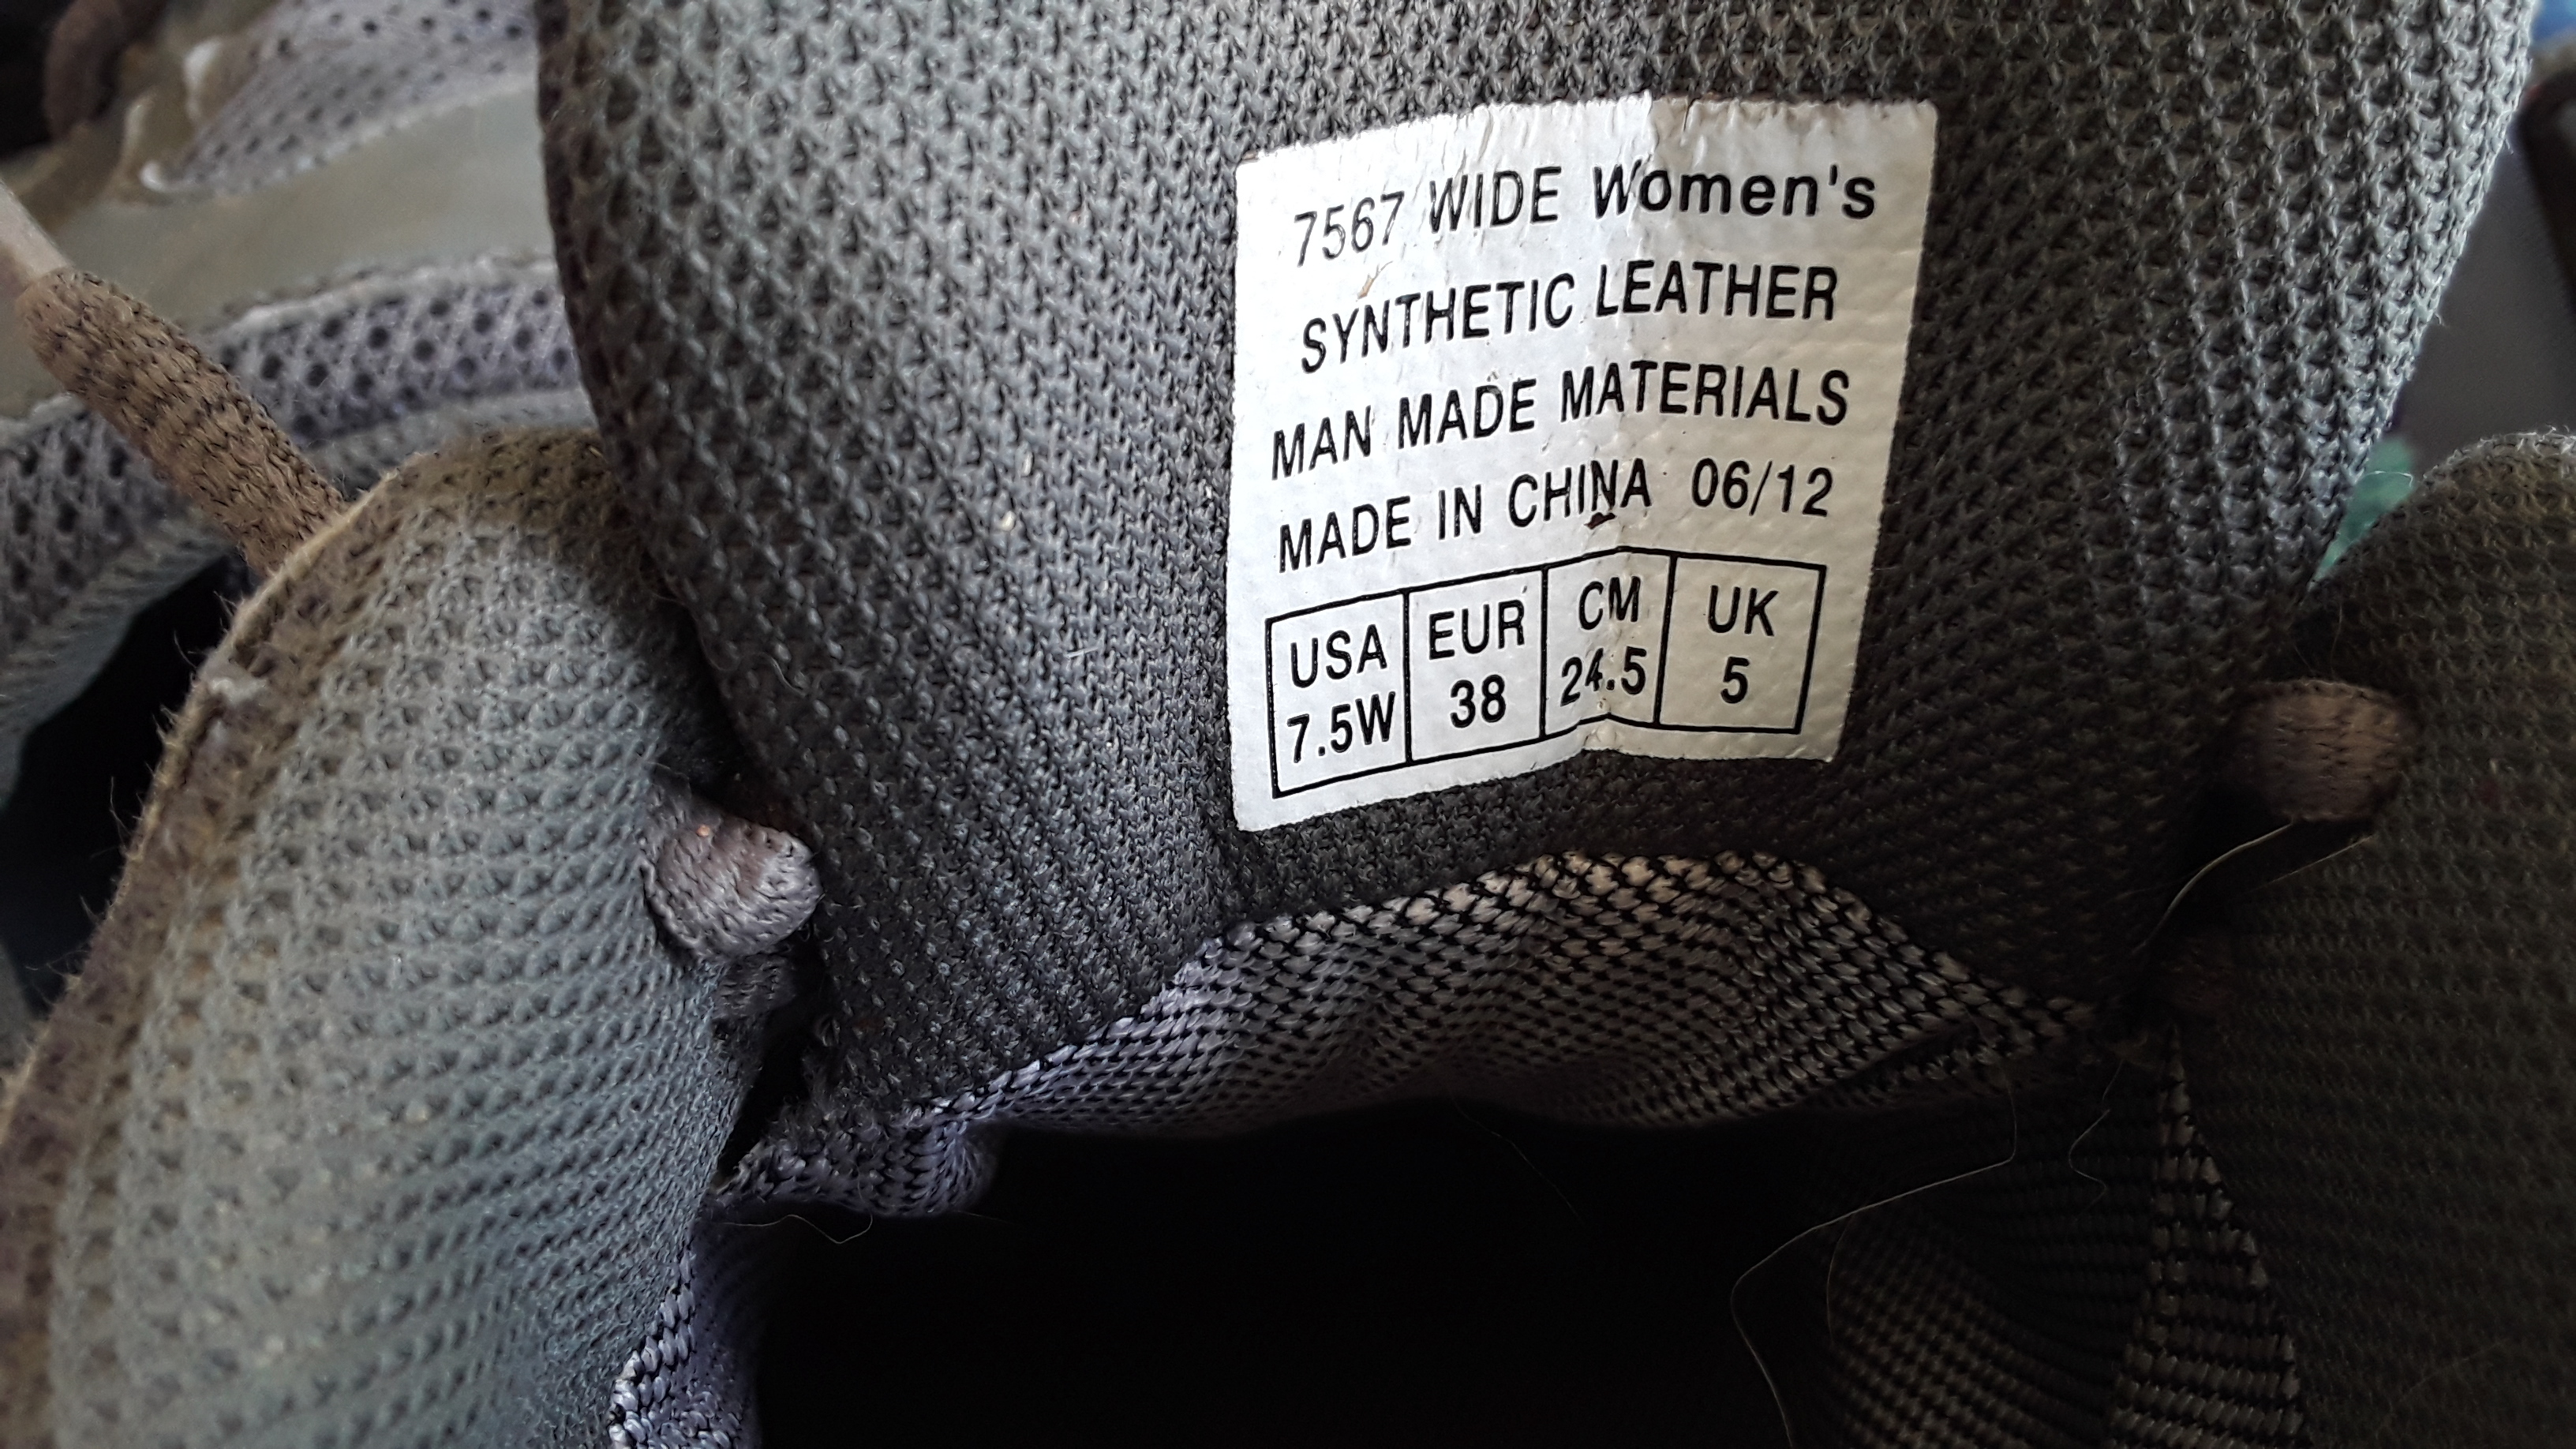 7567 WIDE Women's
SYNTHETIC LEATHER
MAN MADE MATERIALS
MADE IN CHINA 06/12
USA EUR CM UK
7.5W 38 24.5 5